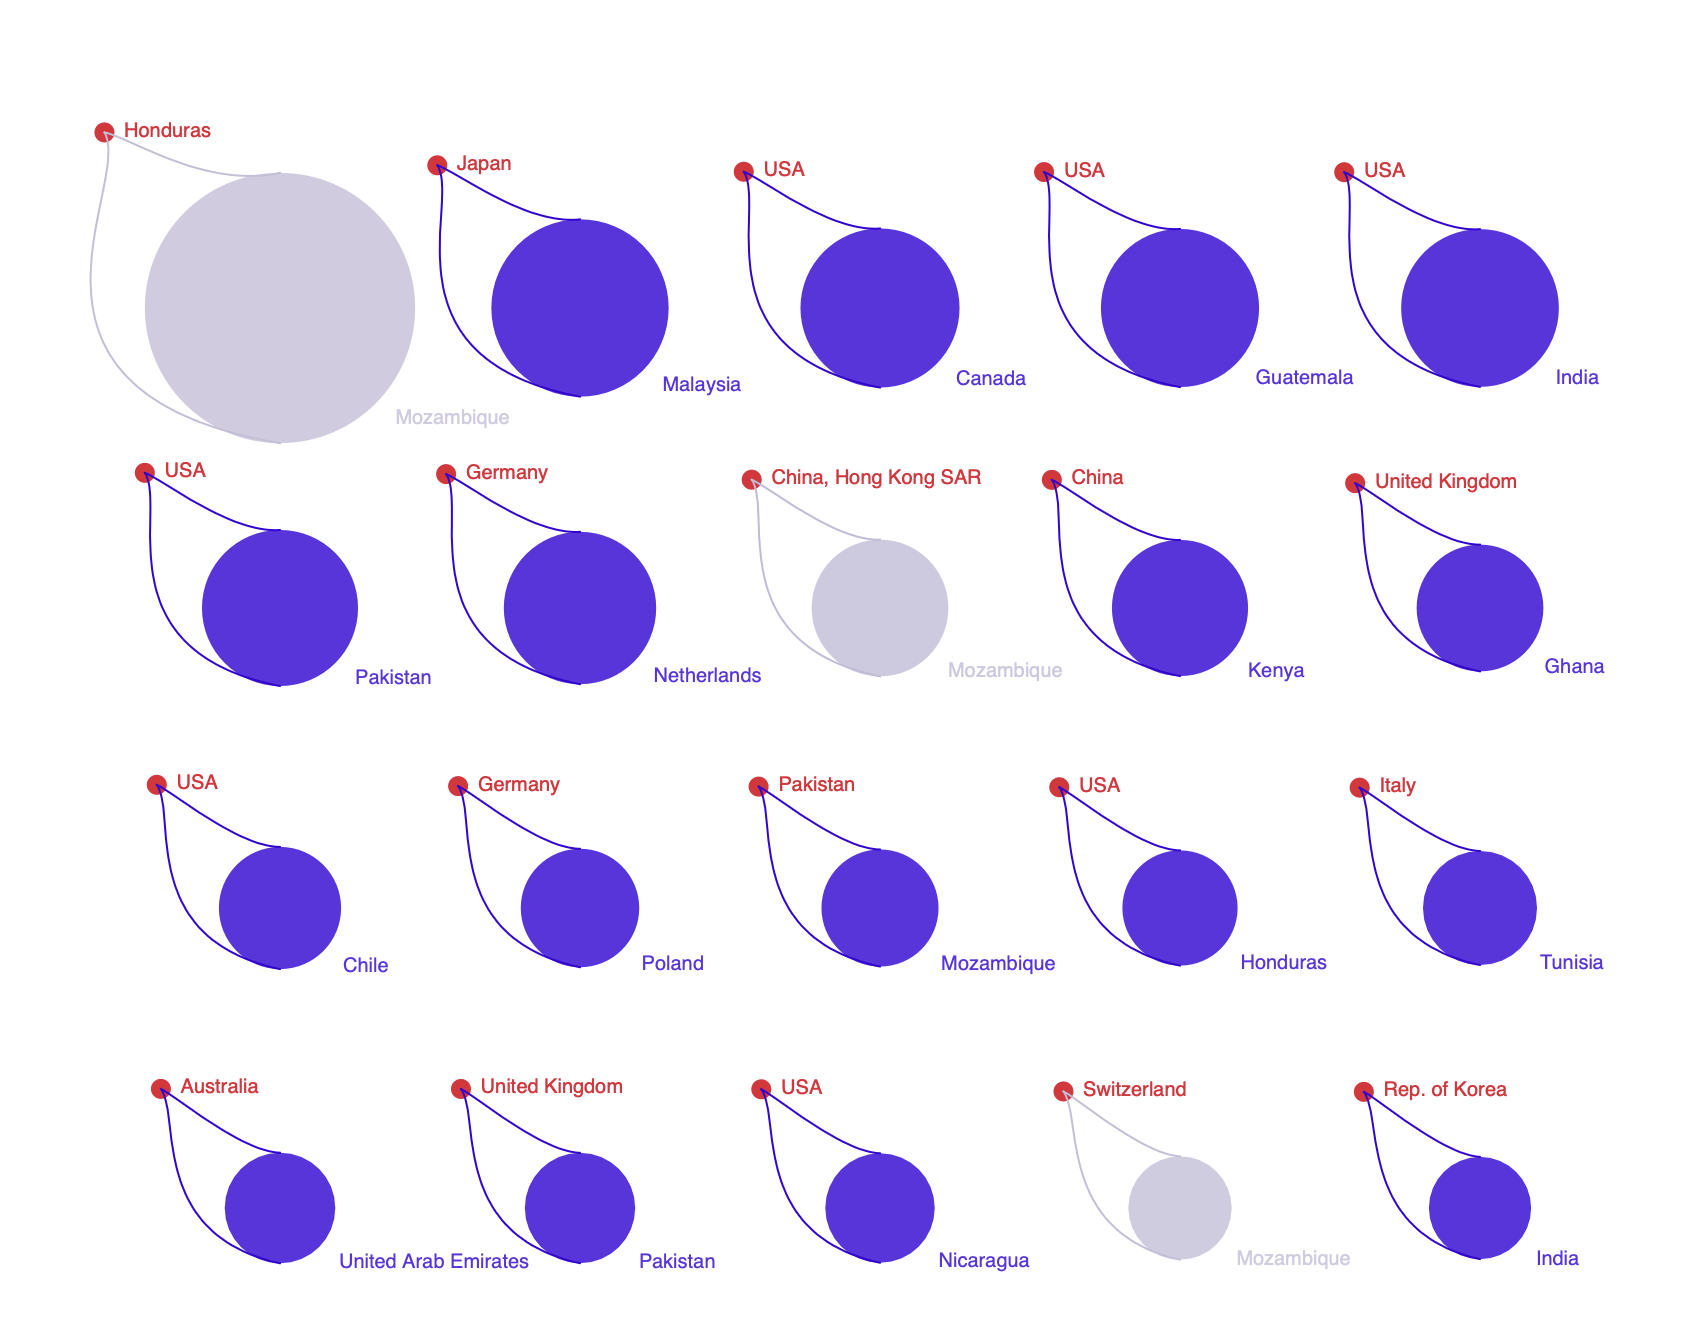 Honduras
Mozambique
Japan
Malaysia
USA
Canada
USA
Guatemala
USA
India
USA
Pakistan
Germany
Netherlands
China, Hong Kong SAR
Mozambique
China
Kenya
United Kingdom
Ghana
USA
Chile
Germany
Poland
Pakistan
Mozambique
USA
Honduras
Italy
Tunisia
Australia
United Arab Emirates
United Kingdom
Pakistan
USA
Nicaragua
Switzerland
Mozambique
Rep. of Korea
India